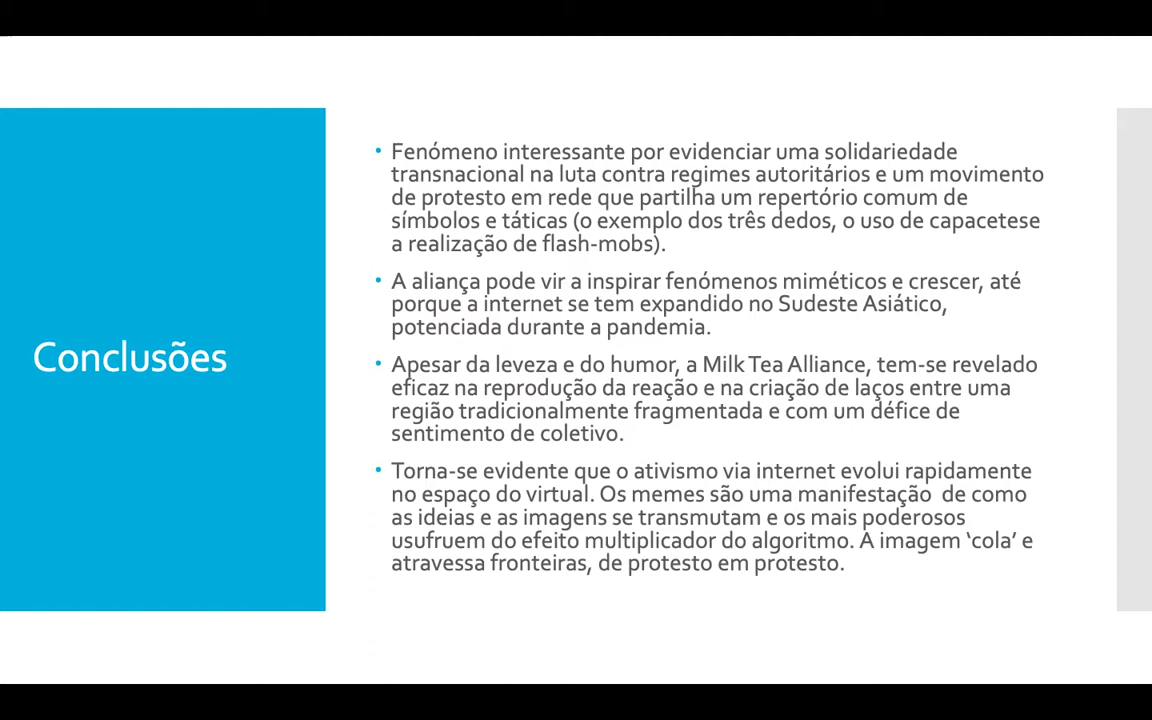 Conclusões
• Fenómeno interessante por evidenciar uma solidariedade
transnacional na luta contra regimes autoritários e um movimento
de protesto em rede que partilha um repertório comum de
símbolos e táticas (o exemplo dos três dedos, o uso de capacetese
a realização de flash-mobs).
• A aliança pode vir a inspirar fenómenos miméticos e crescer, até
porque a internet se tem expandido no Sudeste Asiático,
potenciada durante a pandemia.
• Apesar da leveza e do humor, a Milk Tea Alliance, tem-se revelado
eficaz na reprodução da reação e na criação de laços entre uma
região tradicionalmente fragmentada e com um défice de
sentimento de coletivo.
• Torna-se evidente que o ativismo via internet evolui rapidamente
no espaço do virtual. Os memes são uma manifestação  de como
as ideias e as imagens se transmutam e os mais poderosos
usufruem do efeito multiplicador do algoritmo. A imagem ‘cola’ e
atravessa fronteiras, de protesto em protesto.